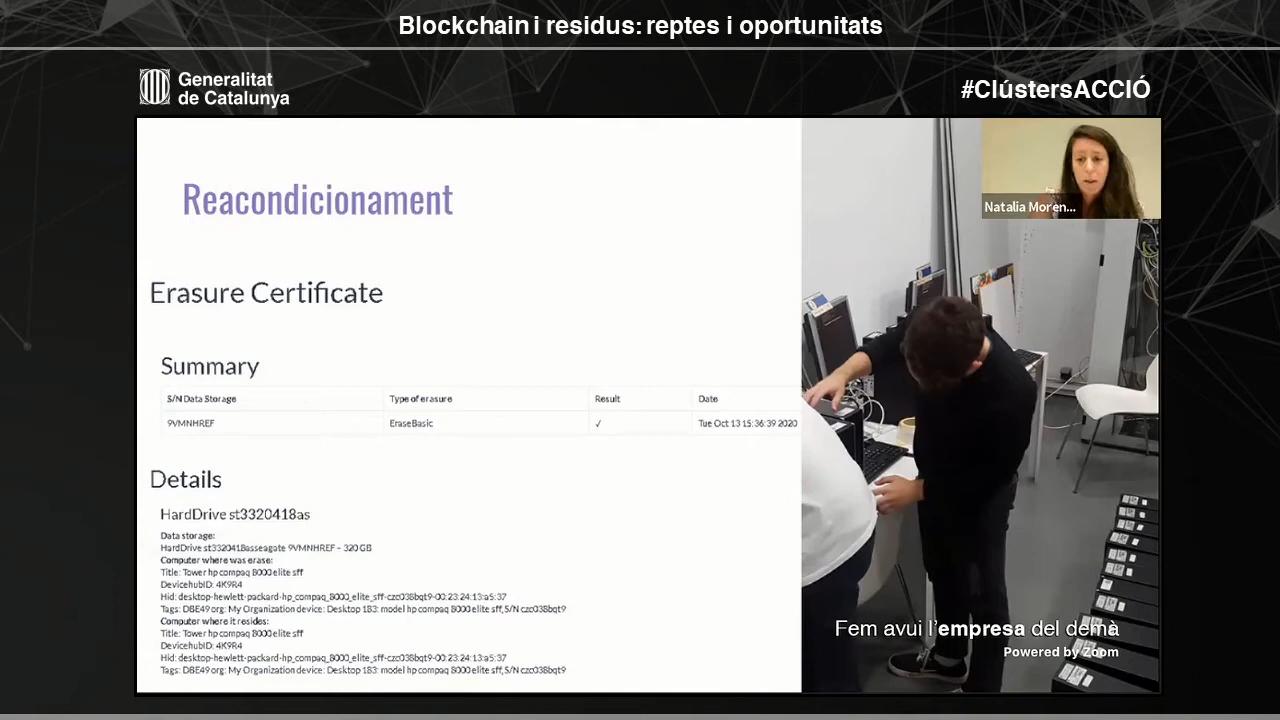 Blockchain i residus: reptes i oportunitats
Generalitat
de Catalunya
#ClústersACCIÓ
Natalia Moren...
Reacondicionament
Erasure Certificate
Summary
S/N Data Storage Type of erasure Result Date
9VMNHREF EraseBasic ✓ Tue Oct 13 15:36:39 2020
Details
HardDrive st3320418as
Data storage:
HardDrive st3320418asseagate 9VMNHREF – 320 GB
Computer where was erase:
Title: Tower hp compaq 8000 elite sff
DevicehubID: 4K9R4
Hid: desktop-hewlett-packard-hp_compaq_8000_elite_sff-czc038bqt9-00:23:24:13:a5:37
Tags: DBE49 org: My Organization device: Desktop 183: model hp compaq 8000 elite sff, S/N czc038bqt9
Computer where it resides:
Title: Tower hp compaq 8000 elite sff
DevicehubID: 4K9R4
Hid: desktop-hewlett-packard-hp_compaq_8000_elite_sff-czc038bqt9-00:23:24:13:a5:37
Tags: DBE49 org: My Organization device: Desktop 183: model hp compaq 8000 elite sff, S/N czc038bqt9
Fem avui l'empresa del demà
Powered by Zoom